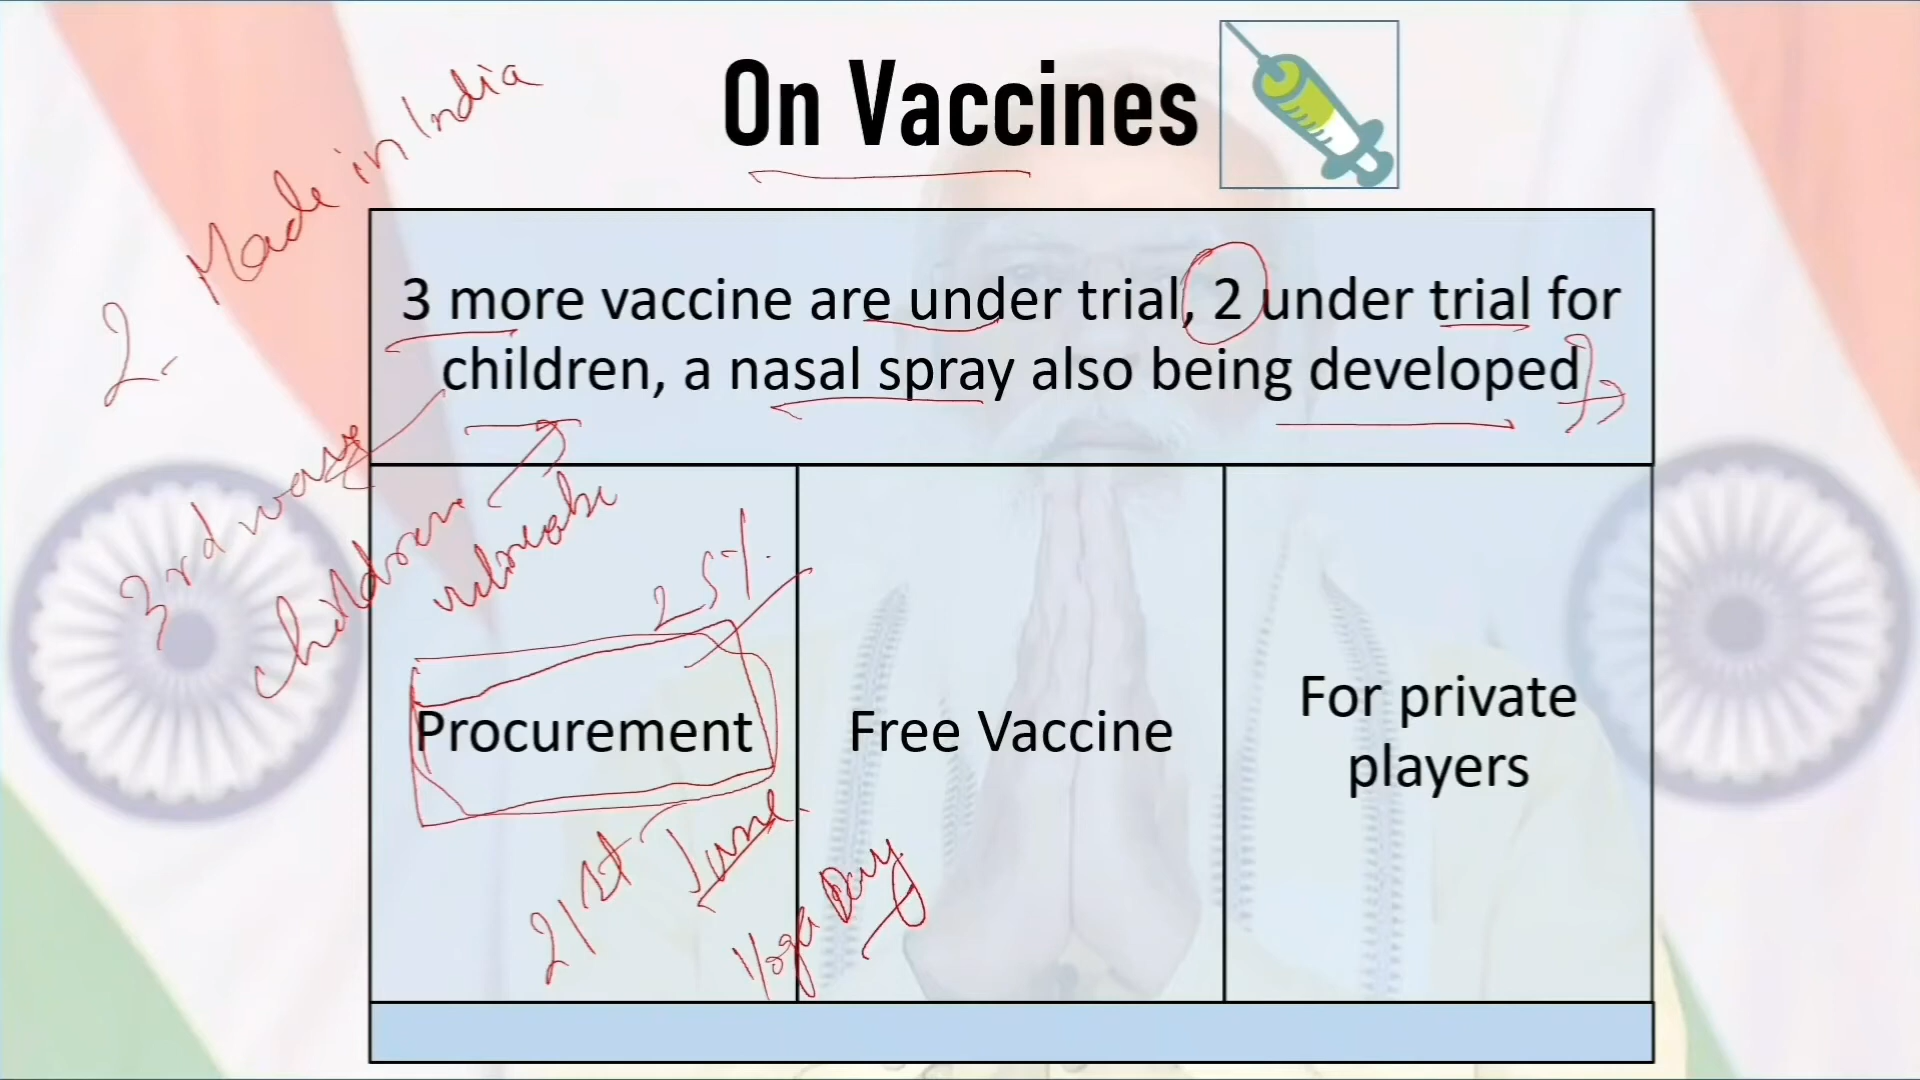 On Vaccines
2. Made in India
3 more vaccine are under trial, 2 under trial for
children, a nasal spray also being developed
3rd wave
children
25%.
Procurement
Free Vaccine
For private
players
21st June.
Yoga Day